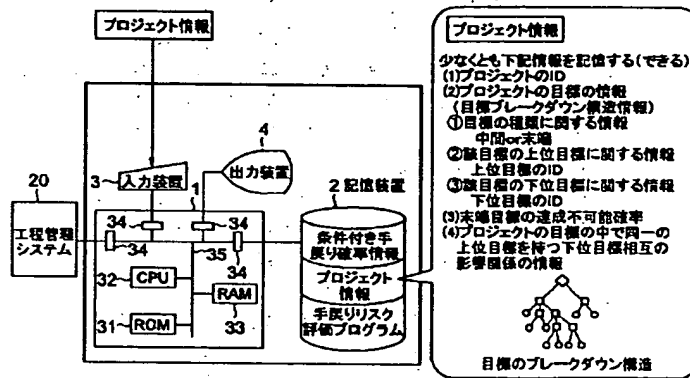 プロジェクト情報
4
出力装置
3
入力装置
1
20
工程管理
システム
34
34
34
34
35
32
CPU
RAM
33
31
ROM
2 記憶装置
条件付き手
戻り確率情報
プロジェクト
情報
手戻りリスク
評価プログラム
プロジェクト情報
少なくとも下記情報を記憶する(できる)
(1)プロジェクトのID
(2)プロジェクトの目標の情報
(目標ブレークダウン構造情報)
①目標の種類に関する情報
中間or末端
②該目標の上位目標に関する情報
上位目標のID
③該目標の下位目標に関する情報
下位目標のID
(3)末端目標の達成不可能確率
(4)プロジェクトの目標の中で同一の
上位目標を持つ下位目標相互の
影響関係の情報
目標のブレークダウン構造